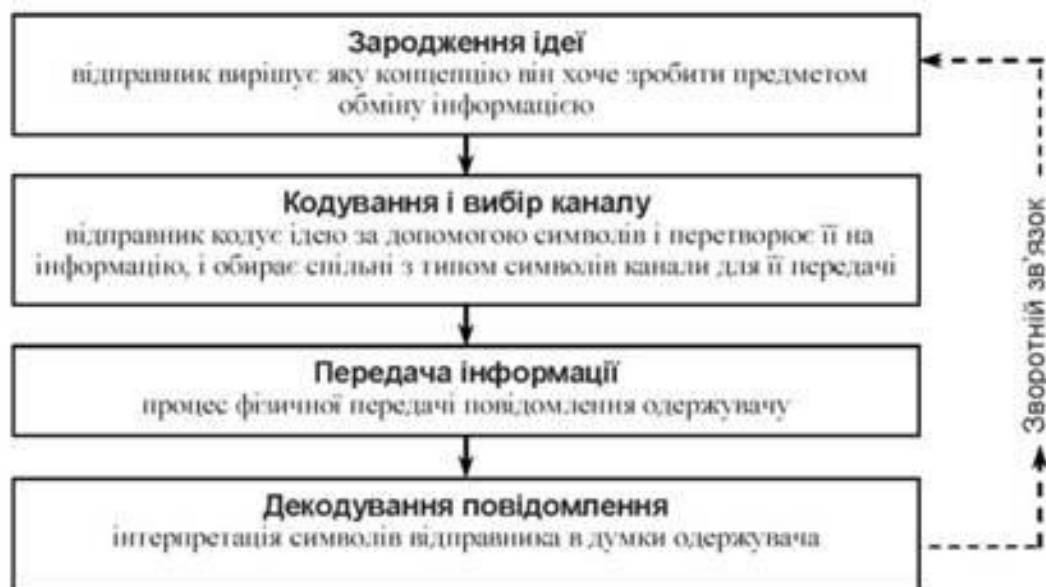 Зародження ідеї
відправник вирішує яку концепцію він хоче зробити предметом
обміну інформацією
Кодування і вибір каналу
відправник кодує ідею за допомогою символів і перетворює її на
інформацію, і обирає спільні з типом символів канали для її передачі
Передача інформації
процес фізичної передачі повідомлення одержувачу
Декодування повідомлення
інтерпретація символів відправника в думки одержувача
Зворотній зв'язок